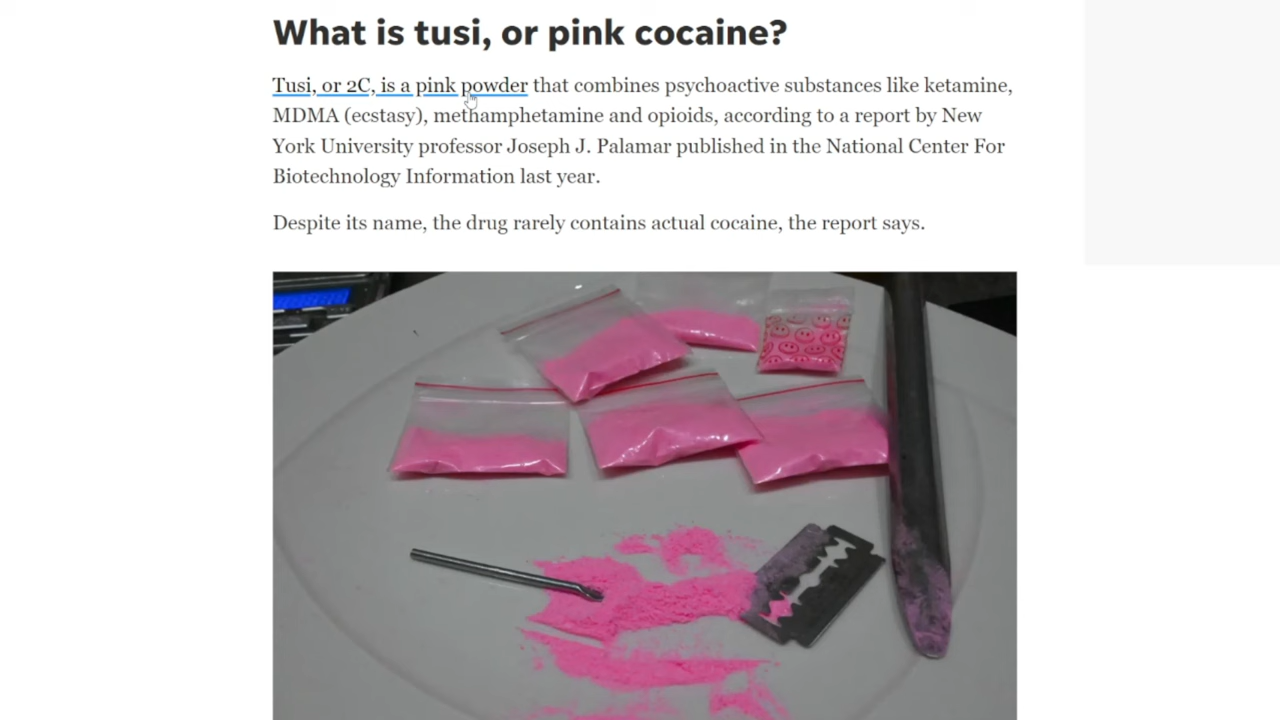 What is tusi, or pink cocaine?
Tusi, or 2C, is a pink powder that combines psychoactive substances like ketamine,
MDMA (ecstasy), methamphetamine and opioids, according to a report by New
York University professor Joseph J. Palamar published in the National Center For
Biotechnology Information last year.
Despite its name, the drug rarely contains actual cocaine, the report says.